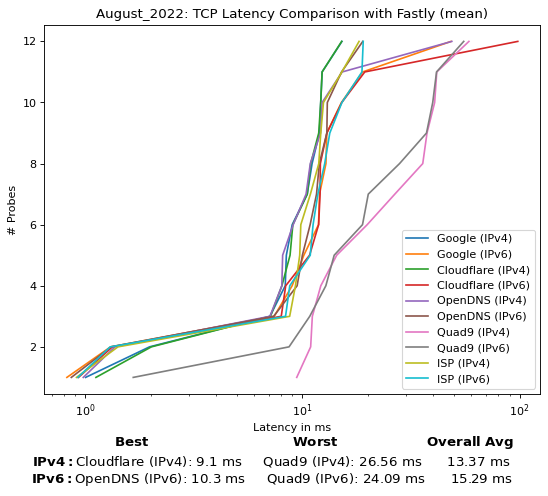 August_2022: TCP Latency Comparison with Fastly (mean)
12
10
8
6
4
2
# Probes
Google (IPv4)
Google (IPv6)
Cloudflare (IPv4)
Cloudflare (IPv6)
OpenDNS (IPv4)
OpenDNS (IPv6)
Quad9 (IPv4)
Quad9 (IPv6)
ISP (IPv4)
ISP (IPv6)
10⁰ 10¹ 10²
Latency in ms
Best Worst Overall Avg
IPv4: Cloudflare (IPv4): 9.1 ms Quad9 (IPv4): 26.56 ms 13.37 ms
IPv6: OpenDNS (IPv6): 10.3 ms Quad9 (IPv6): 24.09 ms 15.29 ms